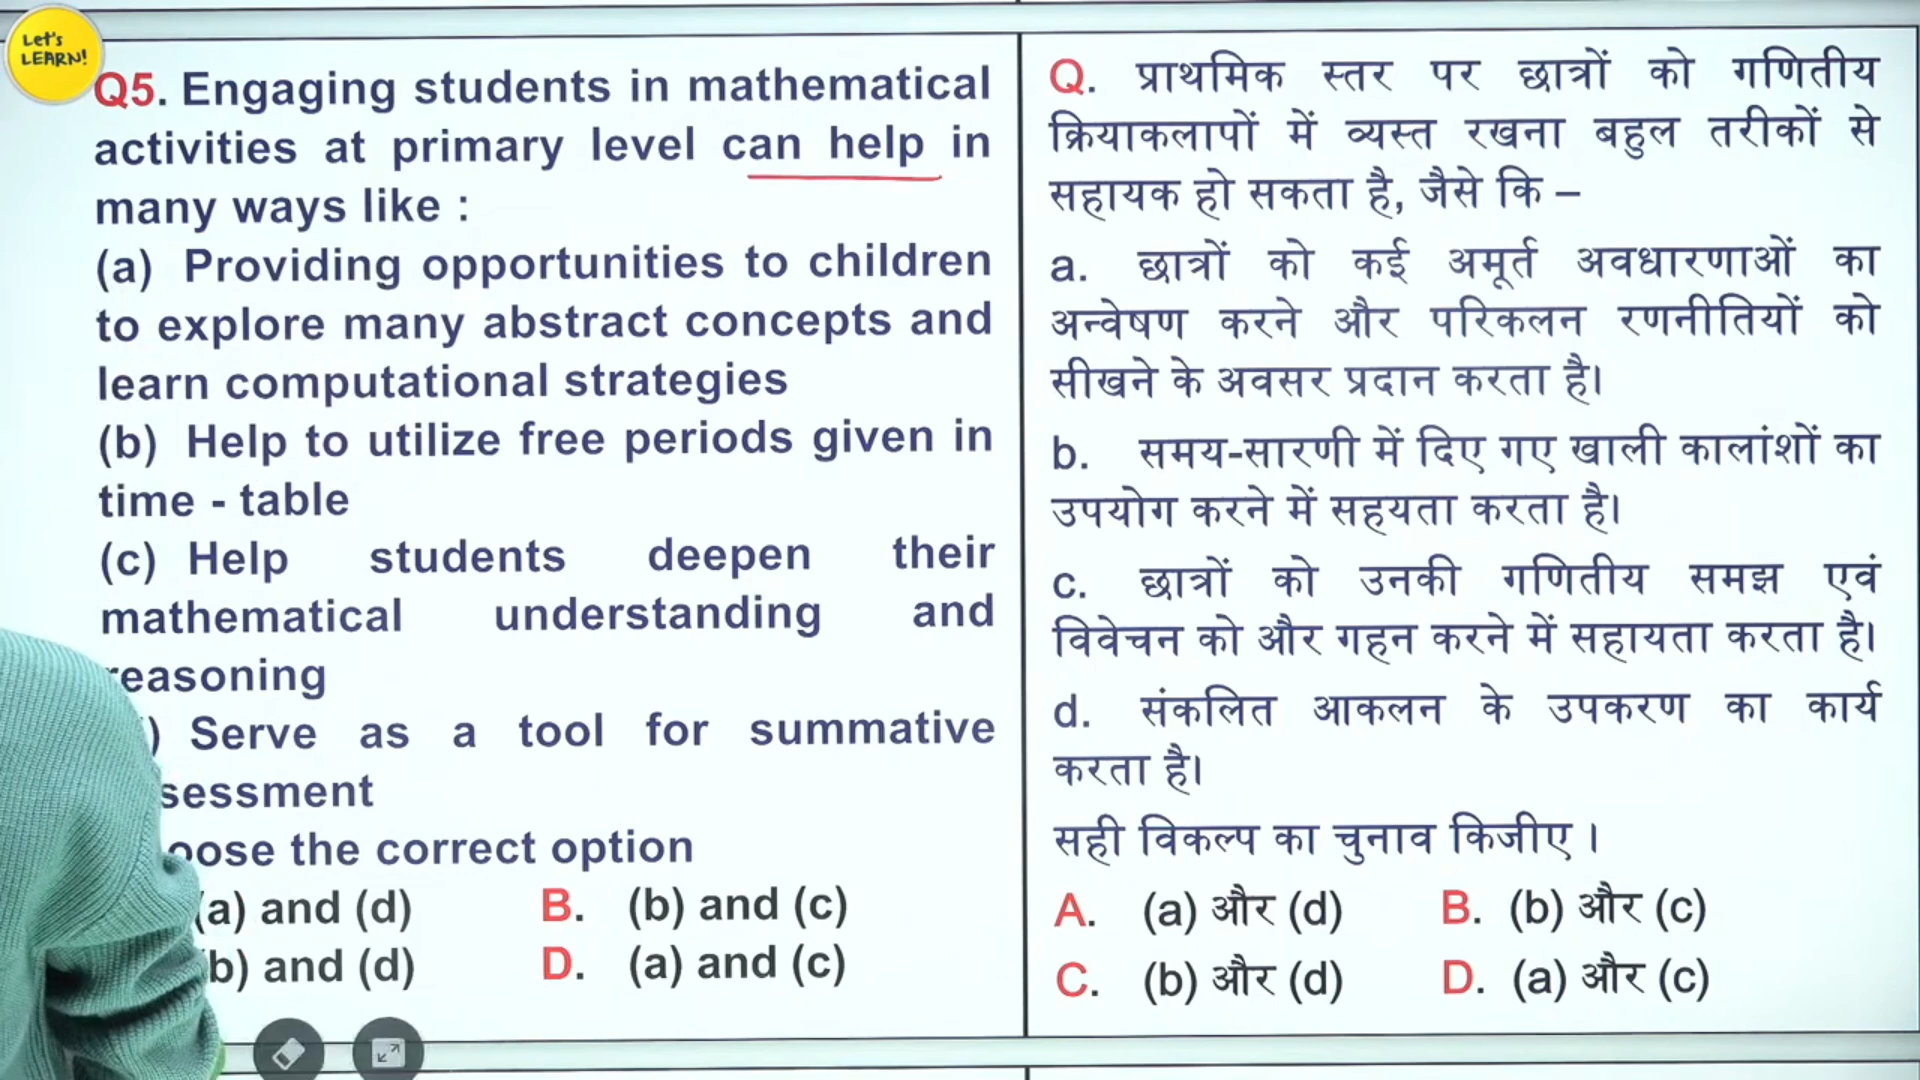 Let's
LEARN!
Q5. Engaging students in mathematical
activities at primary level can help in
many ways like :
(a) Providing opportunities to children
to explore many abstract concepts and
learn computational strategies
(b) Help to utilize free periods given in
time - table
(c) Help students deepen their
mathematical understanding and
reasoning
) Serve as a tool for summative
sessment
oose the correct option
(a) and (d) B. (b) and (c)
b) and (d) D. (a) and (c)
Q. प्राथमिक स्तर पर छात्रों को गणितीय
क्रियाकलापों में व्यस्त रखना बहुल तरीकों से
सहायक हो सकता है, जैसे कि –
a. छात्रों को कई अमूर्त अवधारणाओं का
अन्वेषण करने और परिकलन रणनीतियों को
सीखने के अवसर प्रदान करता है।
b. समय-सारणी में दिए गए खाली कालांशों का
उपयोग करने में सहयता करता है।
c. छात्रों को उनकी गणितीय समझ एवं
विवेचन को और गहन करने में सहायता करता है।
d. संकलित आकलन के उपकरण का कार्य
करता है।
सही विकल्प का चुनाव किजीए ।
A. (a) और (d) B. (b) और (c)
C. (b) और (d) D. (a) और (c)